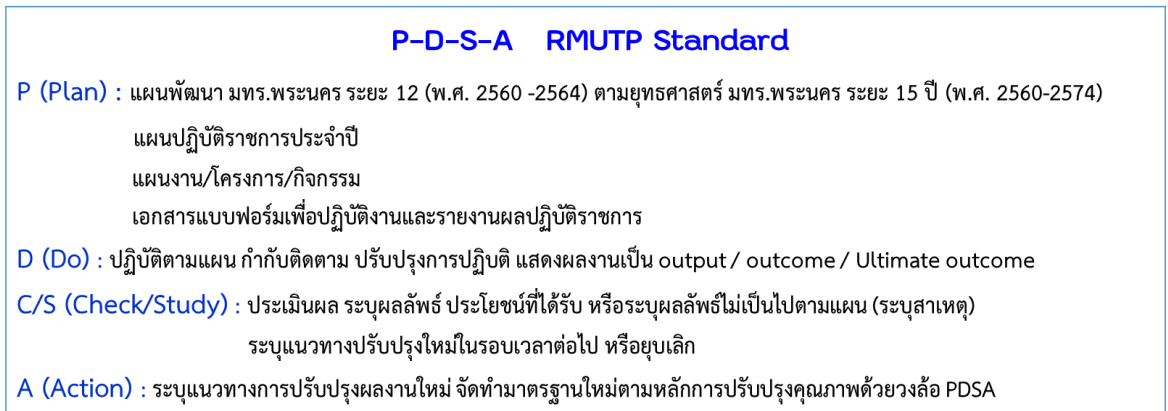 P-D-S-A RMUTP Standard
P (Plan) : แผนพัฒนา มทร.พระนคร ระยะ 12 (พ.ศ. 2560 -2564) ตามยุทธศาสตร์ มทร.พระนคร ระยะ 15 ปี (พ.ศ. 2560-2574)
แผนปฏิบัติราชการประจำปี
แผนงาน/โครงการ/กิจกรรม
เอกสารแบบฟอร์มเพื่อปฏิบัติงานและรายงานผลปฏิบัติราชการ
D (Do) : ปฏิบัติตามแผน กำกับติดตาม ปรับปรุงการปฏิบติ แสดงผลงานเป็น output / outcome / Ultimate outcome
C/S (Check/Study) : ประเมินผล ระบุผลลัพธ์ ประโยชน์ที่ได้รับ หรือระบุผลลัพธ์ไม่เป็นไปตามแผน (ระบุสาเหตุ)
ระบุแนวทางปรับปรุงใหม่ในรอบเวลาต่อไป หรือยุบเลิก
A (Action) : ระบุแนวทางการปรับปรุงผลงานใหม่ จัดทำมาตรฐานใหม่ตามหลักการปรับปรุงคุณภาพด้วยวงล้อ PDSA